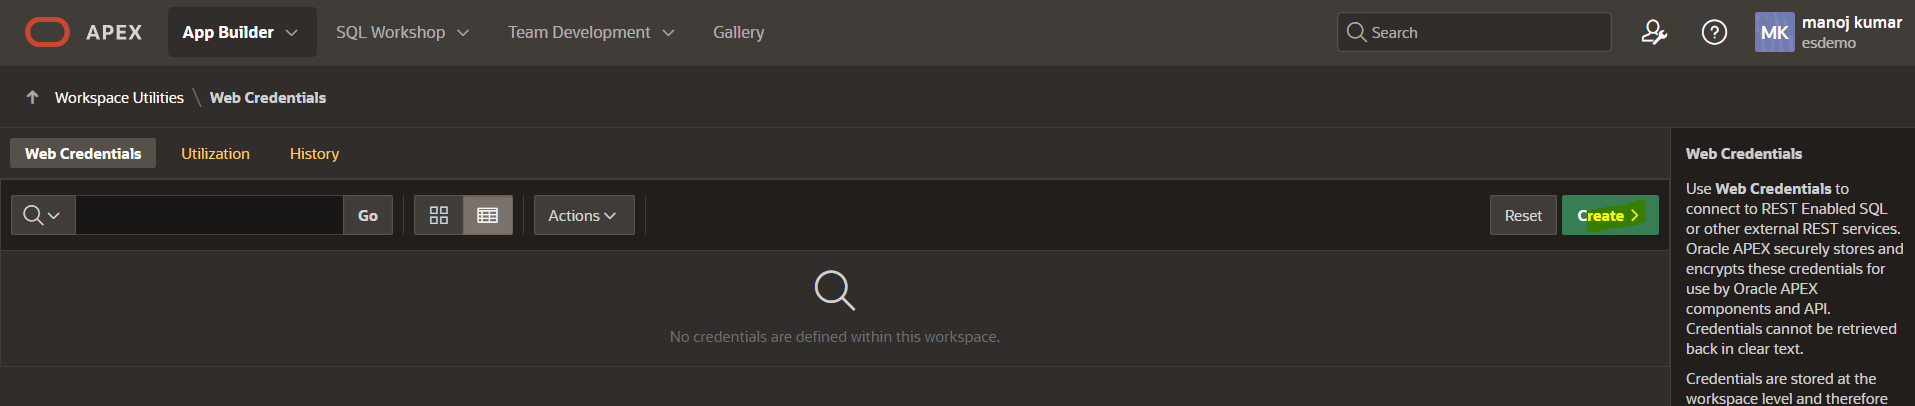 APEX App Builder SQL Workshop Team Development Gallery Search MK manoj kumar
esdemo
Workspace Utilities \ Web Credentials
Web Credentials Utilization History
Go Actions Reset Create
No credentials are defined within this workspace.
Web Credentials
Use Web Credentials to
connect to REST Enabled SQL
or other external REST services.
Oracle APEX securely stores and
encrypts these credentials for
use by Oracle APEX
components and API.
Credentials cannot be retrieved
back in clear text.
Credentials are stored at the
workspace level and therefore